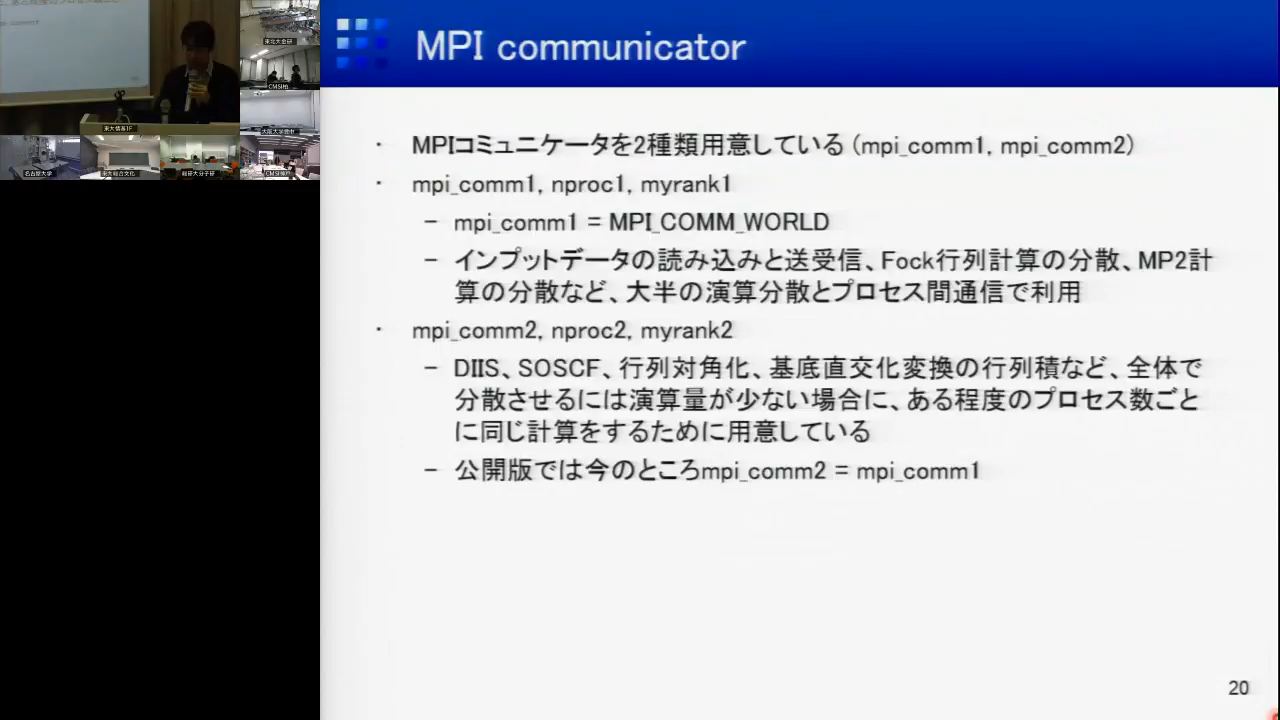 MPI communicator
・ MPIコミュニケータを2種類用意している (mpi_comm1, mpi_comm2)
・ mpi_comm1, nproc1, myrank1
– mpi_comm1 = MPI_COMM_WORLD
– インプットデータの読み込みと送受信、Fock行列計算の分散、MP2計
算の分散など、大半の演算分散とプロセス間通信で利用
・ mpi_comm2, nproc2, myrank2
– DIIS、SOSCF、行列対角化、基底直交化変換の行列積など、全体で
分散させるには演算量が少ない場合に、ある程度のプロセス数ごと
に同じ計算をするために用意している
– 公開版では今のところmpi_comm2 = mpi_comm1
20
名古屋大学